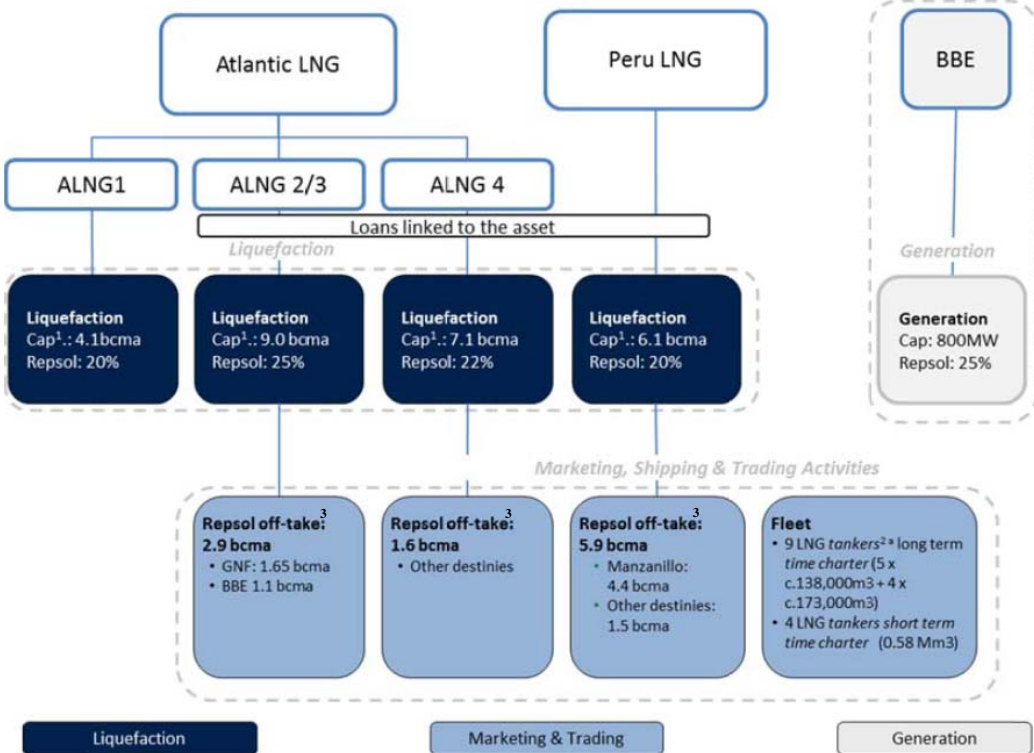 Atlantic LNG
Peru LNG
BBE
ALNG1
ALNG 2/3
ALNG 4
Loans linked to the asset
Liquefaction
Generation
Liquefaction
Cap¹.: 4.1bcma
Repsol: 20%
Liquefaction
Cap¹.: 9.0 bcma
Repsol: 25%
Liquefaction
Cap¹.: 7.1 bcma
Repsol: 22%
Liquefaction
Cap¹.: 6.1 bcma
Repsol: 20%
Generation
Cap: 800MW
Repsol: 25%
Marketing, Shipping & Trading Activities
Repsol off-take:³
2.9 bcma
• GNF: 1.65 bcma
• BBE 1.1 bcma
Repsol off-take:³
1.6 bcma
• Other destinies
Repsol off-take:³
5.9 bcma
• Manzanillo:
4.4 bcma
• Other destinies:
1.5 bcma
Fleet
• 9 LNG tankers² ª long term
time charter (5 x
c.138,000m3 + 4 x
c.173,000m3)
• 4 LNG tankers short term
time charter (0.58 Mm3)
Liquefaction
Marketing & Trading
Generation